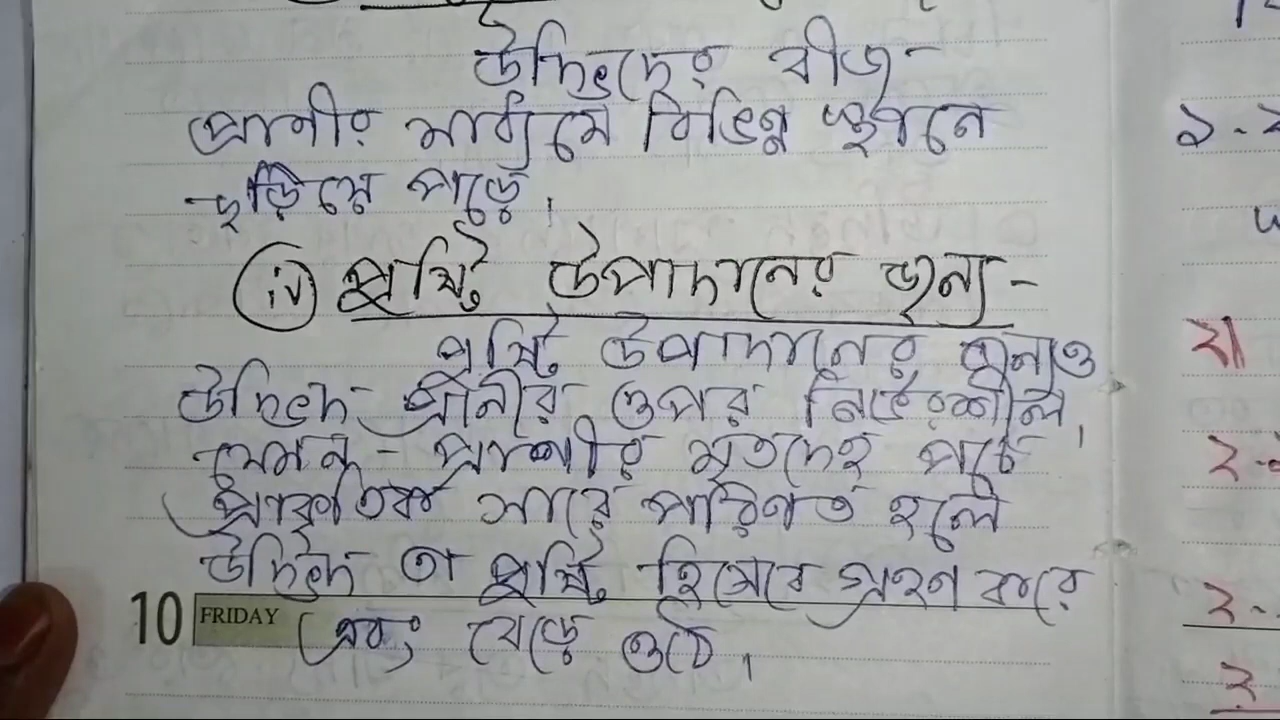 উদ্ভিদের বীজ
প্রাণীর মাধ্যমে বিভিন্ন স্থানে
ছড়িয়ে পড়ে।
(iv) পুষ্টি উপাদানের জন্য -
পুষ্টি উপাদানের জন্যও
উদ্ভিদ প্রানীর ওপর নির্ভরশীল,
যেমন - প্রাণীর মৃতদেহ পচে
প্রাকৃতিক সারে পরিণত হলে
উদ্ভিদ তা পুষ্টি হিসেবে গ্রহণ করে
10 FRIDAY এবং বেড়ে ওঠে।